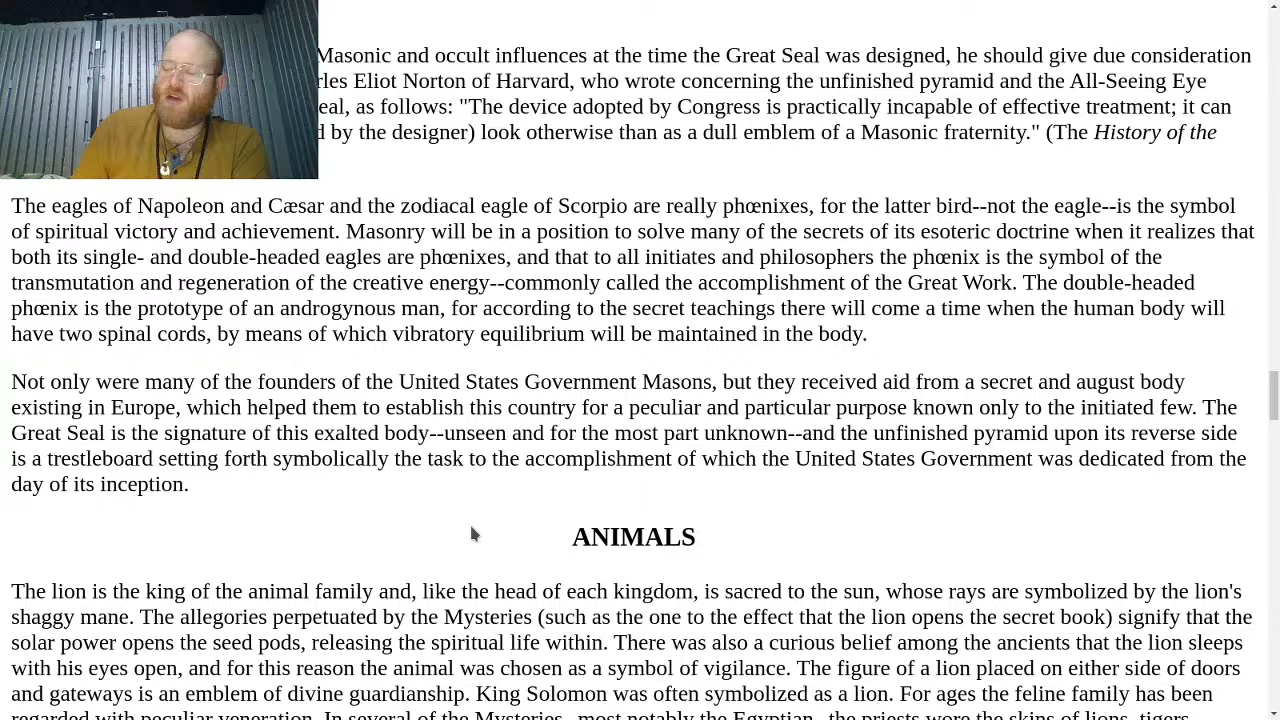 Masonic and occult influences at the time the Great Seal was designed, he should give due consideration
rles Eliot Norton of Harvard, who wrote concerning the unfinished pyramid and the All-Seeing Eye
eal, as follows: "The device adopted by Congress is practically incapable of effective treatment; it can
d by the designer) look otherwise than as a dull emblem of a Masonic fraternity." (The History of the
The eagles of Napoleon and Cæsar and the zodiacal eagle of Scorpio are really phœnixes, for the latter bird--not the eagle--is the symbol
of spiritual victory and achievement. Masonry will be in a position to solve many of the secrets of its esoteric doctrine when it realizes that
both its single- and double-headed eagles are phœnixes, and that to all initiates and philosophers the phœnix is the symbol of the
transmutation and regeneration of the creative energy--commonly called the accomplishment of the Great Work. The double-headed
phœnix is the prototype of an androgynous man, for according to the secret teachings there will come a time when the human body will
have two spinal cords, by means of which vibratory equilibrium will be maintained in the body.
Not only were many of the founders of the United States Government Masons, but they received aid from a secret and august body
existing in Europe, which helped them to establish this country for a peculiar and particular purpose known only to the initiated few. The
Great Seal is the signature of this exalted body--unseen and for the most part unknown--and the unfinished pyramid upon its reverse side
is a trestleboard setting forth symbolically the task to the accomplishment of which the United States Government was dedicated from the
day of its inception.
ANIMALS
The lion is the king of the animal family and, like the head of each kingdom, is sacred to the sun, whose rays are symbolized by the lion's
shaggy mane. The allegories perpetuated by the Mysteries (such as the one to the effect that the lion opens the secret book) signify that the
solar power opens the seed pods, releasing the spiritual life within. There was also a curious belief among the ancients that the lion sleeps
with his eyes open, and for this reason the animal was chosen as a symbol of vigilance. The figure of a lion placed on either side of doors
and gateways is an emblem of divine guardianship. King Solomon was often symbolized as a lion. For ages the feline family has been
regarded with peculiar veneration. In several of the Mysteries--most notably the Egyptian--the priests wore the skins of lions, tigers,